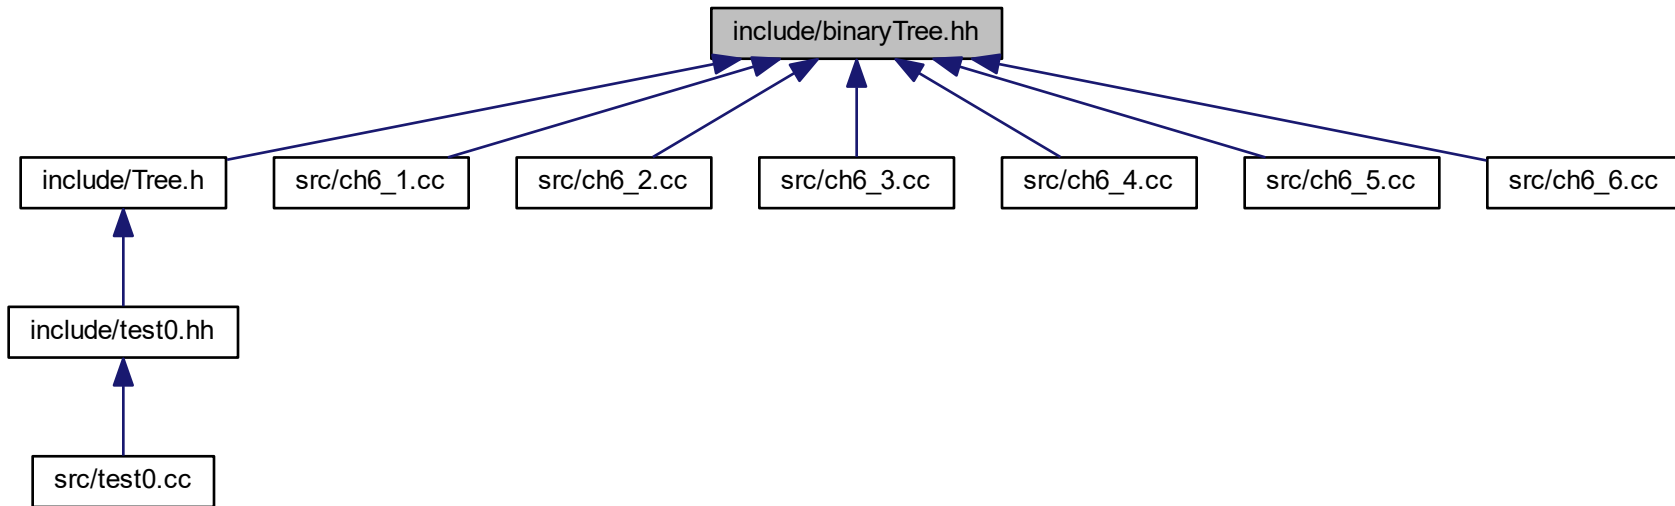 include/binaryTree.hh
include/Tree.h
src/ch6_1.cc
src/ch6_2.cc
src/ch6_3.cc
src/ch6_4.cc
src/ch6_5.cc
src/ch6_6.cc
include/test0.hh
src/test0.cc